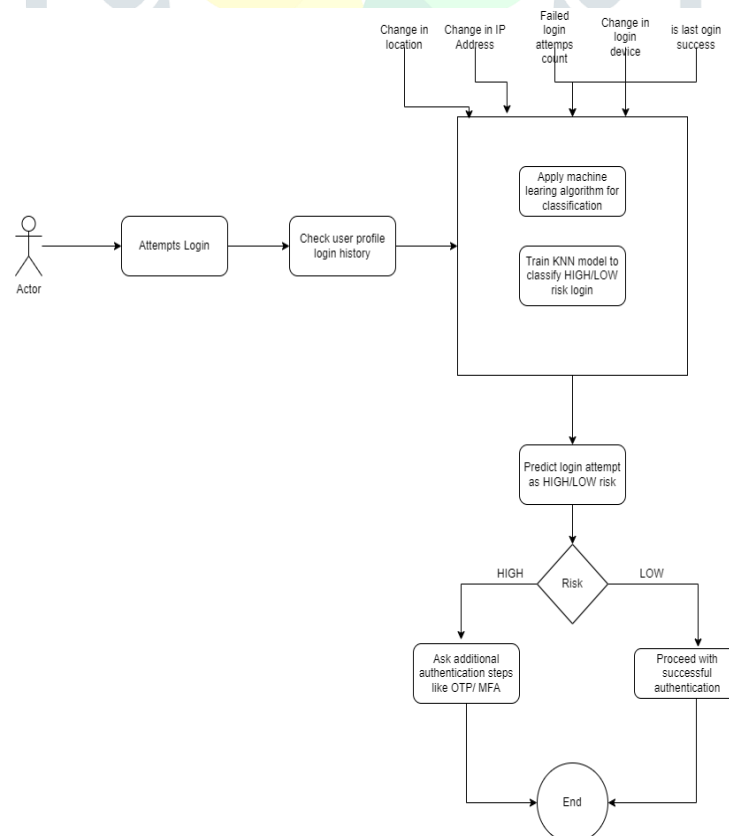 Change in
location
Change in IP
Address
Failed
login
attemps
count
Change in
login
device
is last ogin
success
Apply machine
learing algorithm for
classification
Train KNN model to
classify HIGH/LOW
risk login
Attempts Login
Check user profile
login history
Actor
Predict login attempt
as HIGH/LOW risk
HIGH
Risk
LOW
Ask additional
authentication steps
like OTP/ MFA
Proceed with
successful
authentication
End